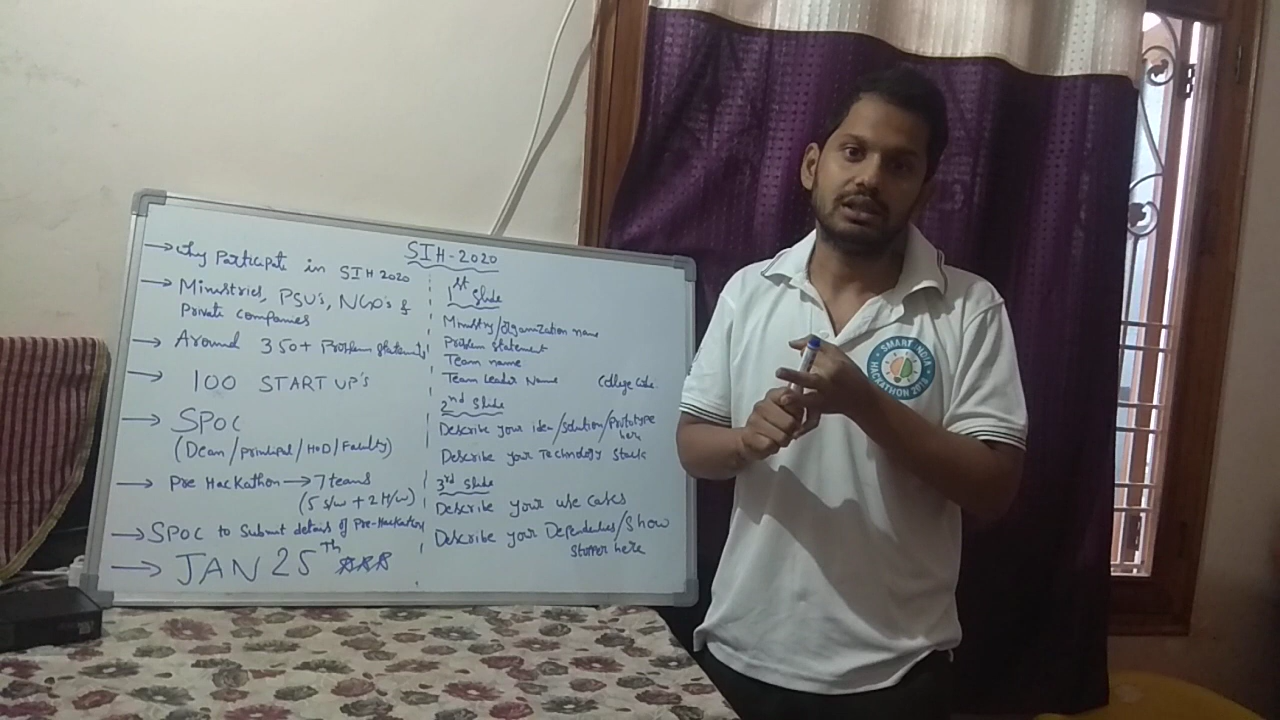 SIH-2020
→ Why Participate in SIH 2020
→ Ministries, PSU's, NGO's &
Private Companies
→ Around 350+ Problem statements
→ 100 START UP's
→ SPOC
(Dean/Principal/HOD/Faculty)
→ Pre Hackathon → 7 teams
(5 S/W + 2 H/W)
→ SPOC to Submit details of Pre-Hackathon
→ JAN 25Th
1st Slide
Ministry/Organization name
Problem statement
Team name
Team Leader Name College Code
2nd Slide
Describe your idea/Solution/Prototype
here
Describe your Technology Stack
3rd slide
Describe your use cases
Describe your Dependencies/Show
stopper here
SMART INDIA
HACKATHON 2018